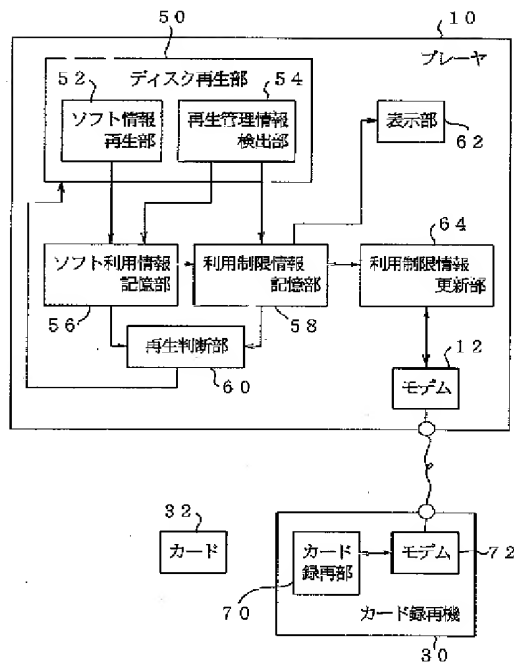 ５０
１０
プレーヤ
ディスク再生部
５２
５４
ソフト情報
再生部
再生管理情報
検出部
表示部
６２
６４
ソフト利用情報
記憶部
利用制限情報
記憶部
利用制限情報
更新部
５６
５８
再生判断部
６０
１２
モデム
３２
カード
カード
録再部
モデム
７０
７２
カード録再機
３０